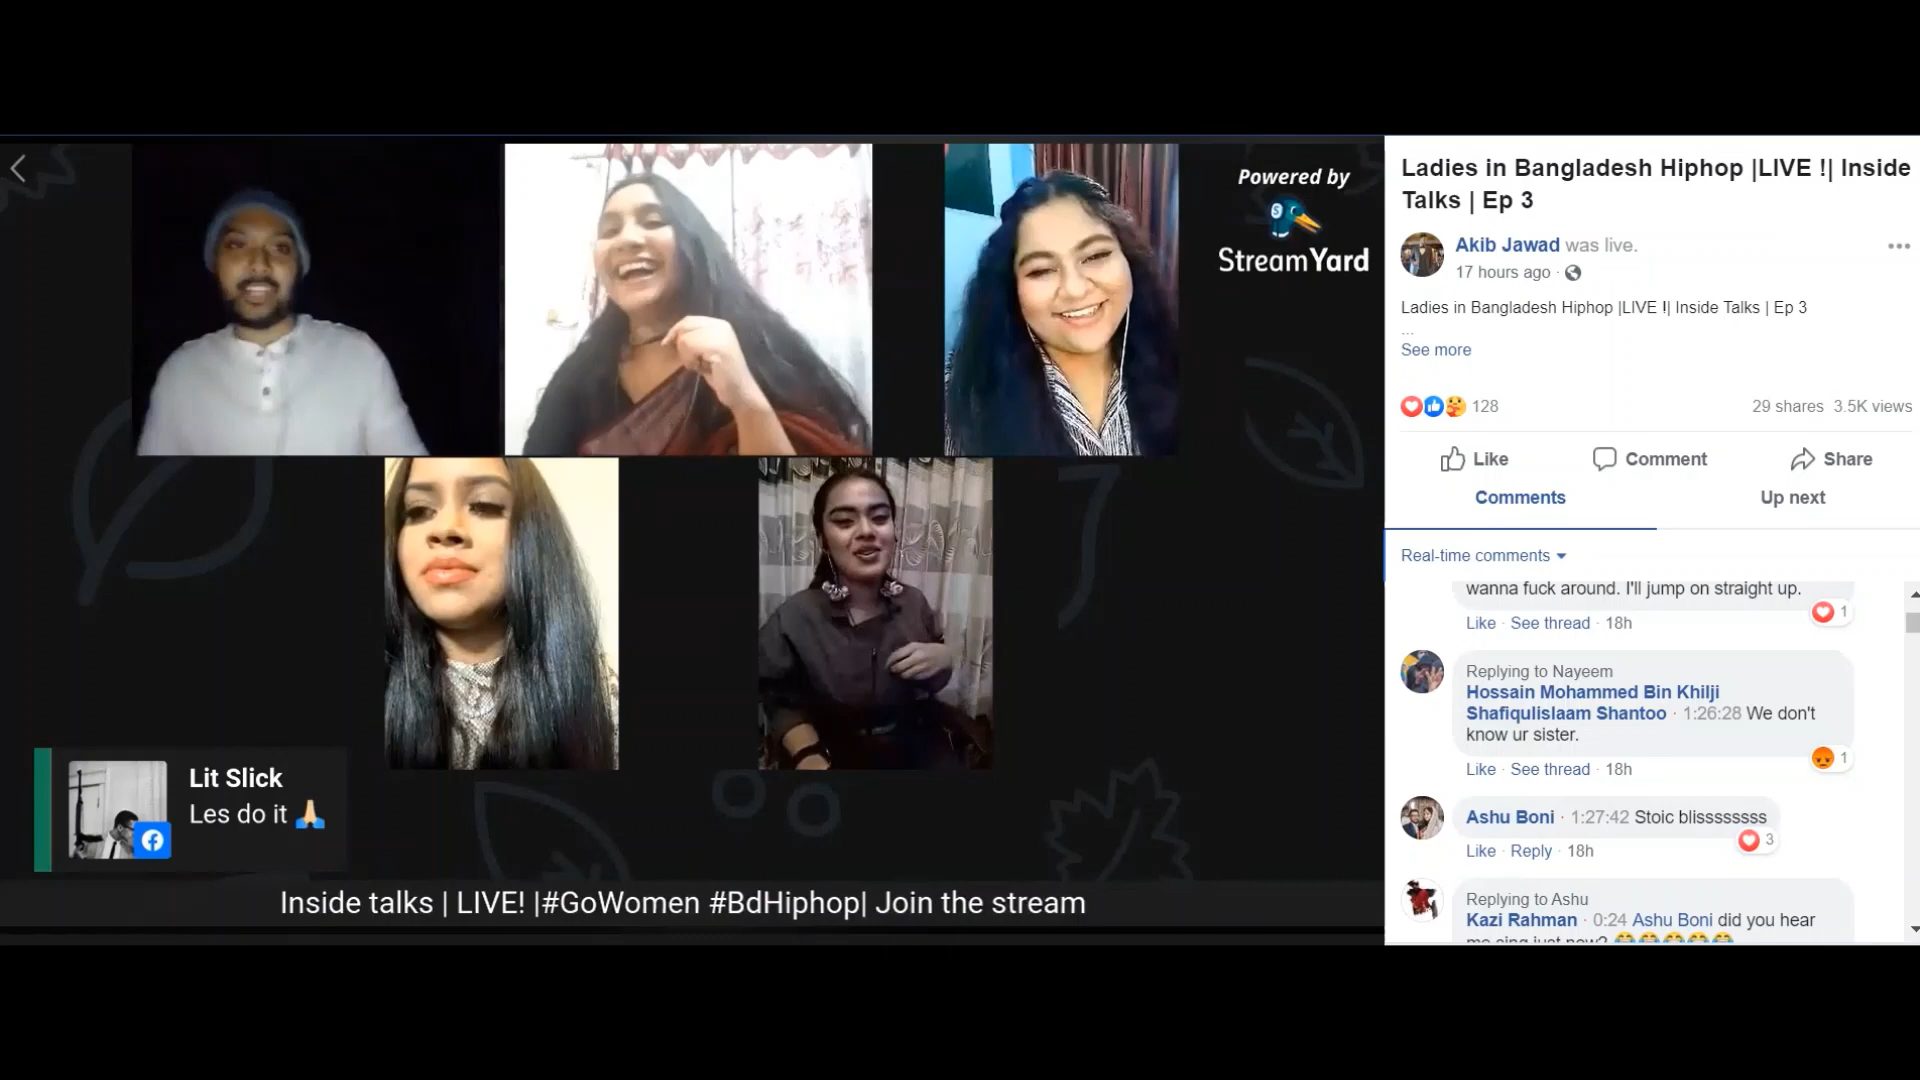 Powered by
StreamYard
Lit Slick
Les do it 🙏
Inside talks | LIVE! |#GoWomen #BdHiphop| Join the stream
Ladies in Bangladesh Hiphop |LIVE !| Inside
Talks | Ep 3
Akib Jawad was live.
17 hours ago ·
Ladies in Bangladesh Hiphop |LIVE !| Inside Talks | Ep 3
...
See more
128
29 shares 3.5K views
Like Comment Share
Comments Up next
Real-time comments
wanna fuck around. I'll jump on straight up.
1
Like · See thread · 18h
Replying to Nayeem
Hossain Mohammed Bin Khilji
Shafiqulislaam Shantoo · 1:26:28 We don't
know ur sister.
1
Like · See thread · 18h
Ashu Boni · 1:27:42 Stoic blissssssss
3
Like · Reply · 18h
Replying to Ashu
Kazi Rahman · 0:24 Ashu Boni did you hear
me sing just now? 😂😂😂😂😂